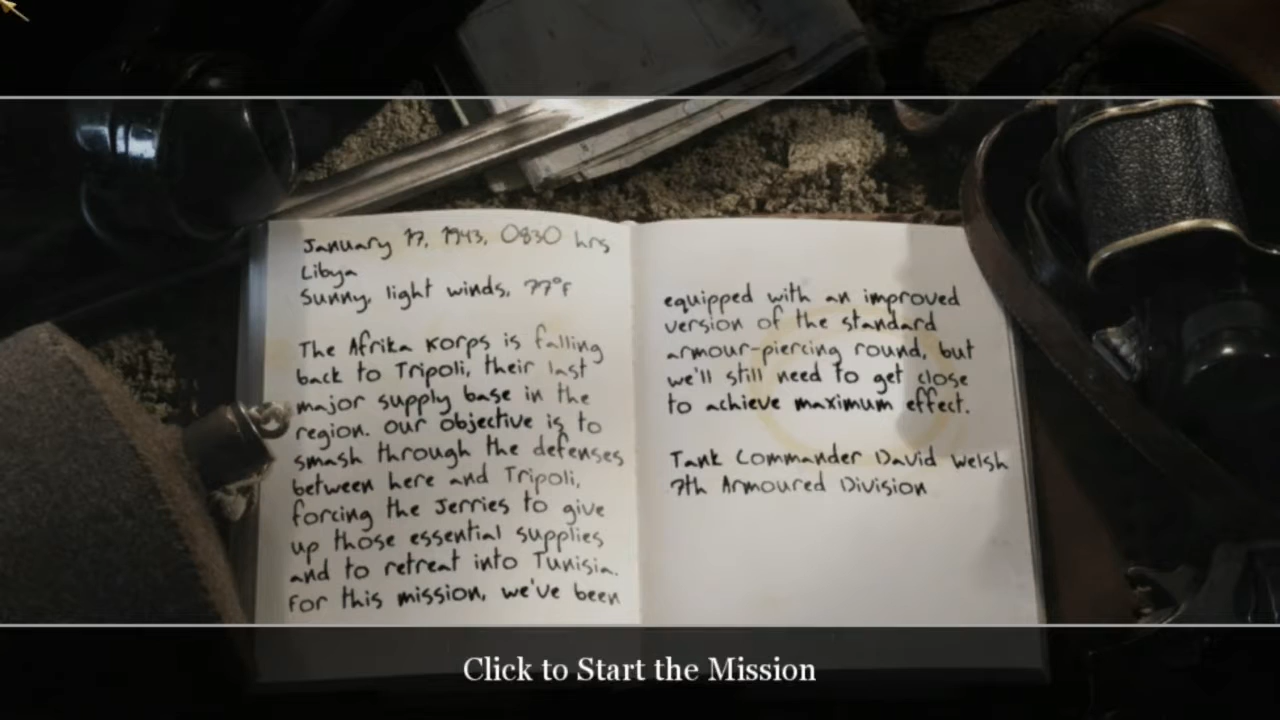 January 17, 1943, 0830 hrs
Libya
Sunny, light winds, 77°F
The Afrika Korps is falling
back to Tripoli, their last
major supply base in the
region. Our objective is to
smash through the defenses
between here and Tripoli,
forcing the Jerries to give
up those essential supplies
and to retreat into Tunisia.
For this mission, we've been
equipped with an improved
version of the standard
armour-piercing round, but
we'll still need to get close
to achieve maximum effect.
Tank Commander David Welsh
7th Armoured Division
Click to Start the Mission